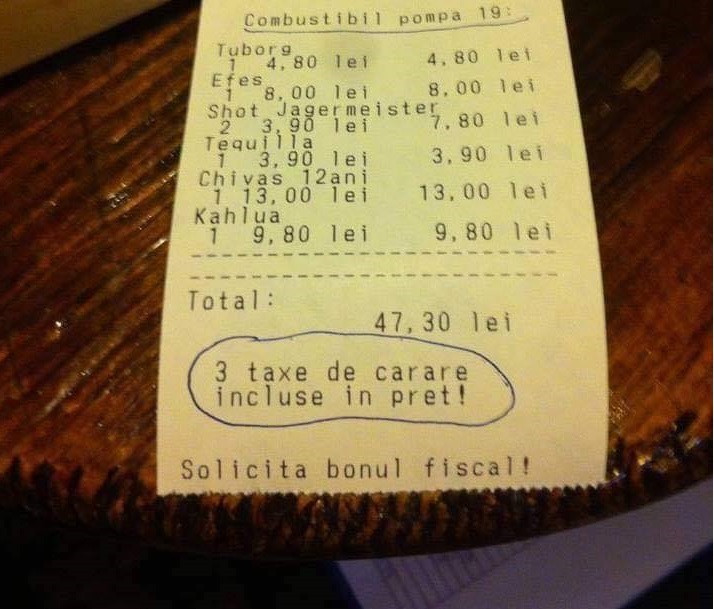 Combustibil pompa 19:
Tuborg
1 4,80 lei 4,80 lei
Efes
1 8,00 lei 8,00 lei
Shot Jagermeister
2 3,90 lei 7,80 lei
Tequilla
1 3,90 lei 3,90 lei
Chivas 12ani
1 13,00 lei 13,00 lei
Kahlua
1 9,80 lei 9,80 lei
Total:
47,30 lei
3 taxe de carare
incluse in pret!
Solicita bonul fiscal!